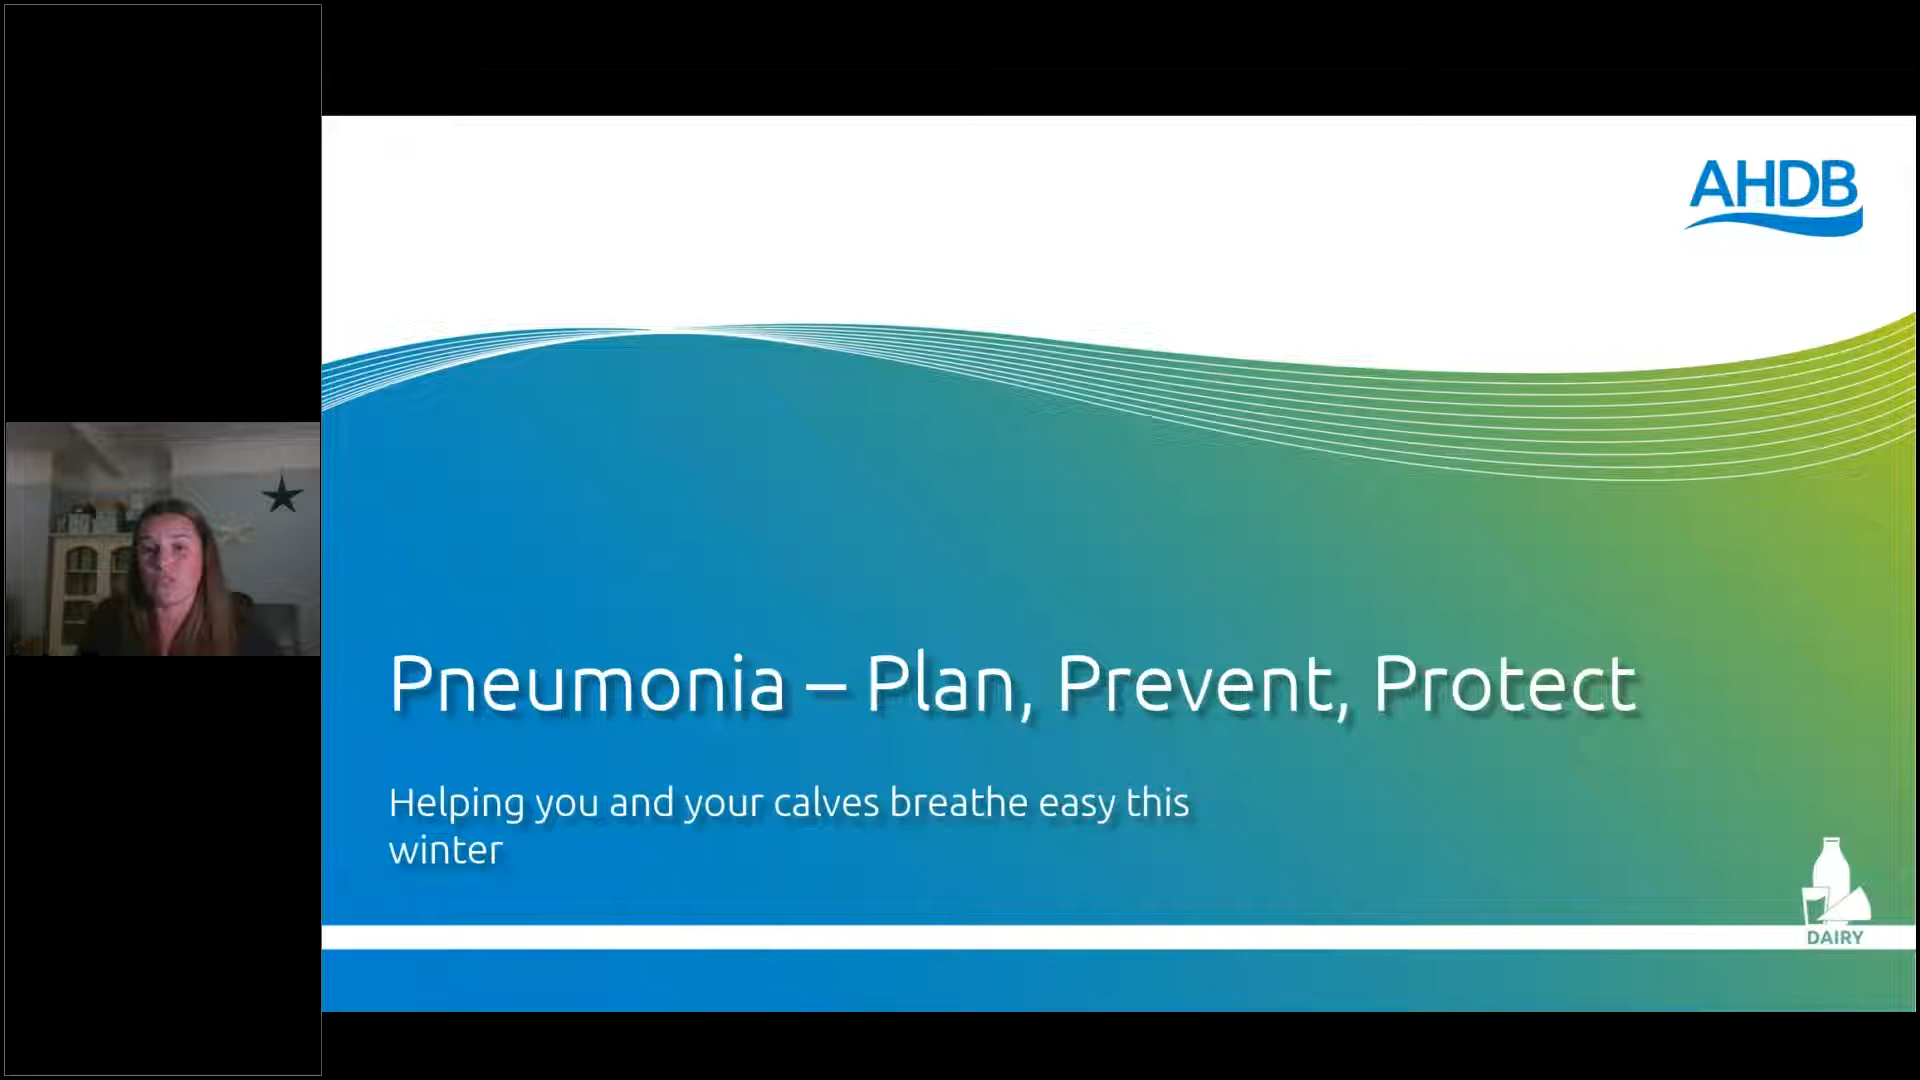 AHDB
Pneumonia – Plan, Prevent, Protect
Helping you and your calves breathe easy this
winter
DAIRY